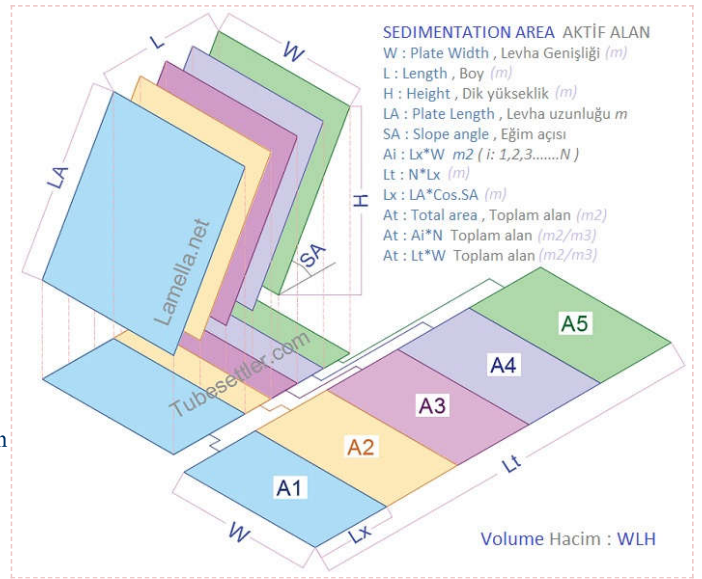 SEDIMENTATION AREA AKTİF ALAN
W : Plate Width , Levha Genişliği (m)
L : Length , Boy (m)
H : Height , Dik yükseklik (m)
LA : Plate Length , Levha uzunluğu m
SA : Slope angle , Eğim açısı
Ai : Lx*W m2 ( i: 1,2,3.......N )
Lt : N*Lx (m)
Lx : LA*Cos.SA (m)
At : Total area , Toplam alan (m2)
At : Ai*N Toplam alan (m2/m3)
At : Lt*W Toplam alan (m2/m3)
L
W
LA
H
SA
Lamella.net
Tubesettler.com
A5
A4
A3
A2
A1
Lt
W
Lx
Volume Hacim : WLH